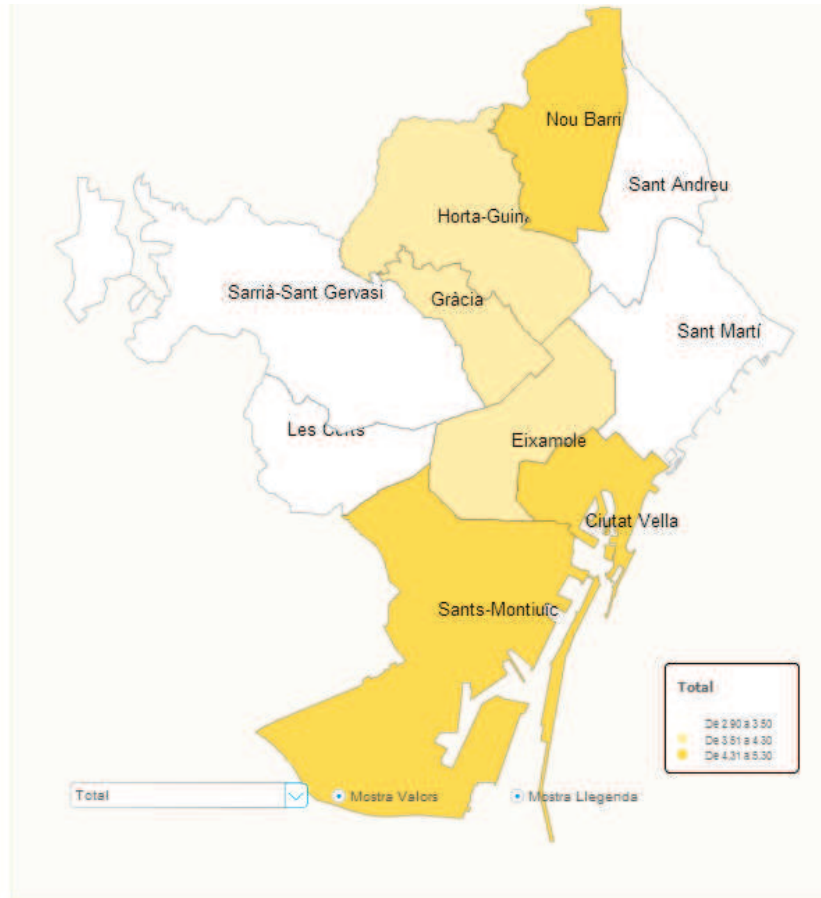 Nou Barri
Sant Andreu
Horta-Guin
Sarrià-Sant Gervasi
Gràcia
Sant Martí
Les Corts
Eixample
Ciutat Vella
Sants-Montjuïc
Total
De 2.90 a 3.50
De 3.51 a 4.30
De 4.31 a 5.30
Total
Mostra Valors
Mostra Llegenda